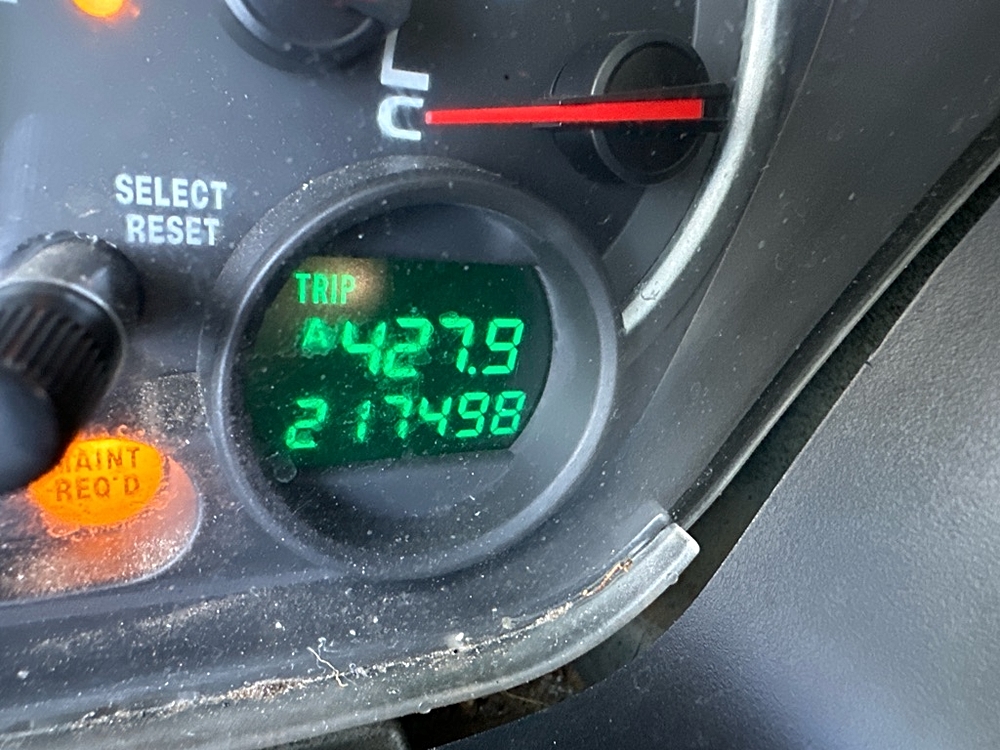 C
SELECT
RESET
TRIP
A 427.9
217498
MAINT
REQ'D